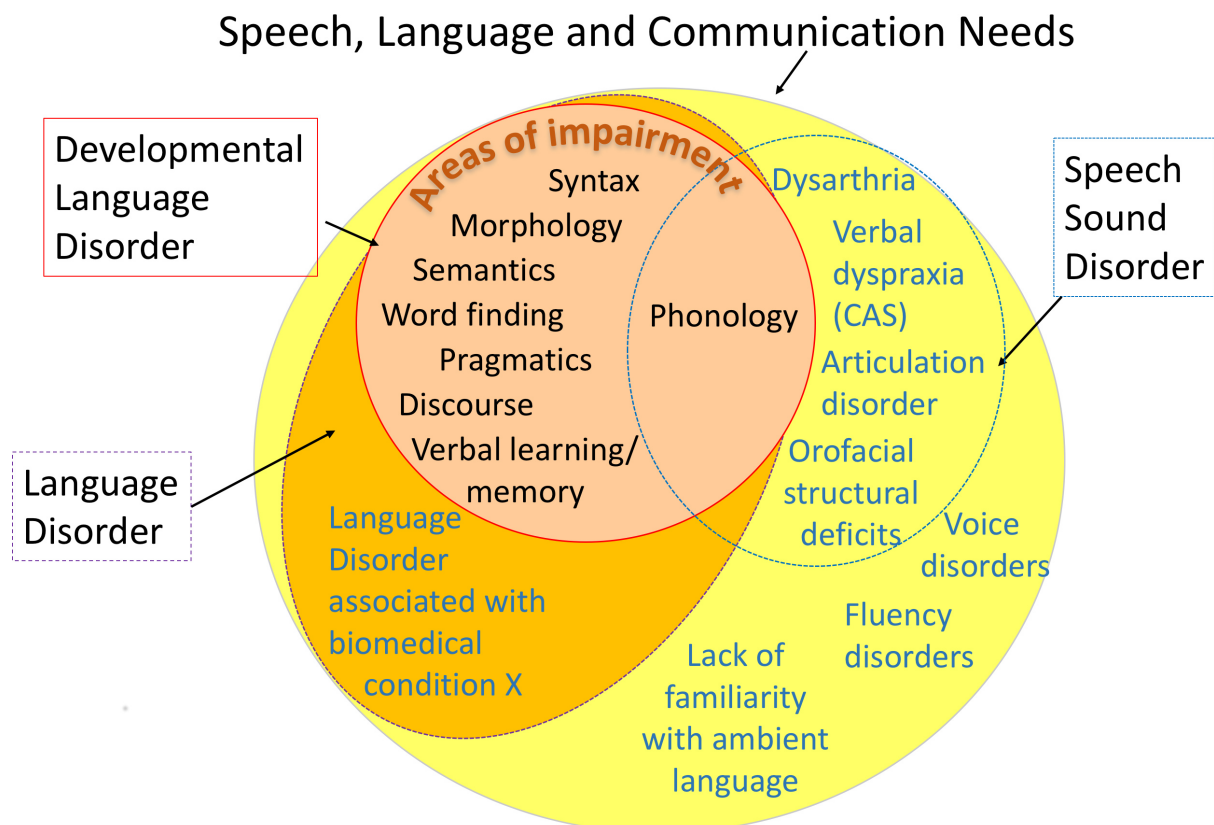 Speech, Language and Communication Needs
Developmental
Language
Disorder
Areas of impairment
Syntax
Morphology
Semantics
Word finding
Pragmatics
Discourse
Verbal learning/
memory
Phonology
Dysarthria
Verbal
dyspraxia
(CAS)
Articulation
disorder
Orofacial
structural
deficits
Speech
Sound
Disorder
Language
Disorder
Language
Disorder
associated with
biomedical
condition X
Voice
disorders
Fluency
disorders
Lack of
familiarity
with ambient
language